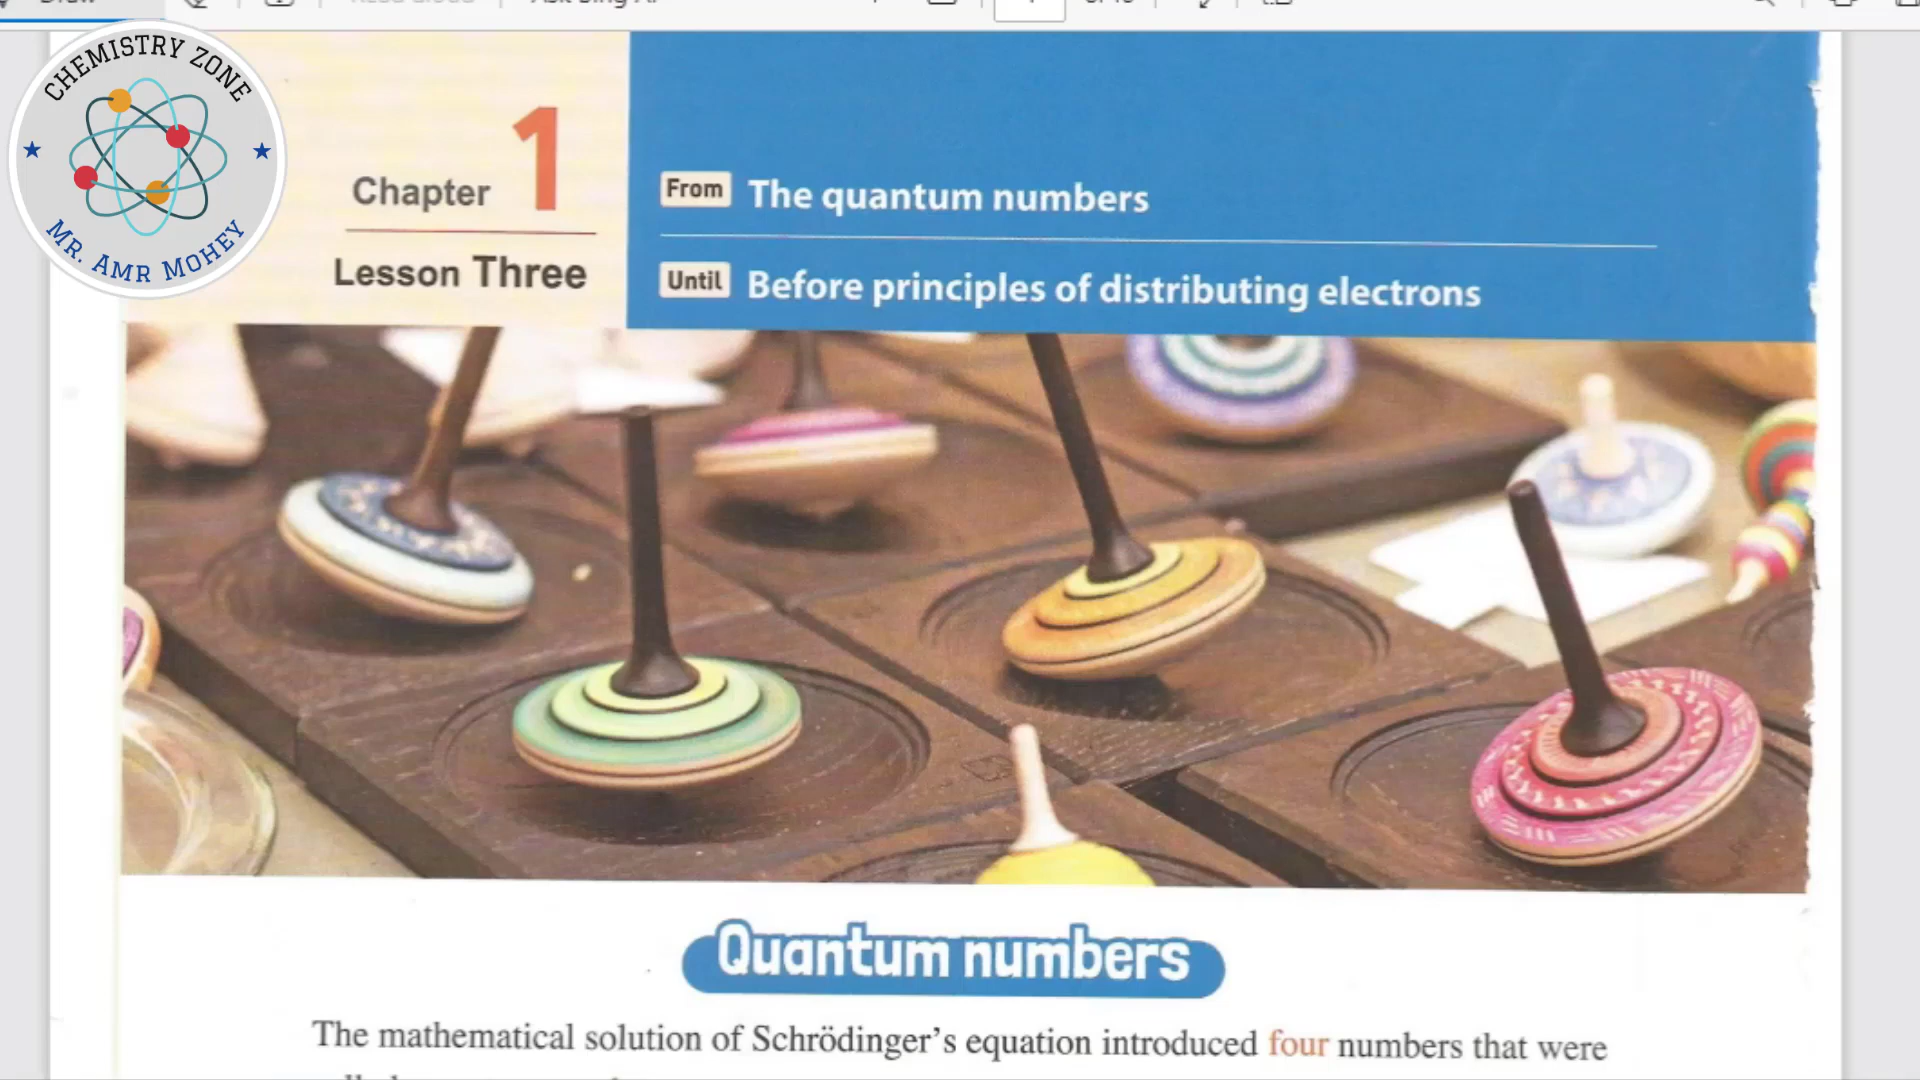 CHEMISTRY ZONE
MR. AMR MOHEY
Chapter 1
Lesson Three
From The quantum numbers
Until Before principles of distributing electrons
Quantum numbers
The mathematical solution of Schrödinger's equation introduced four numbers that were